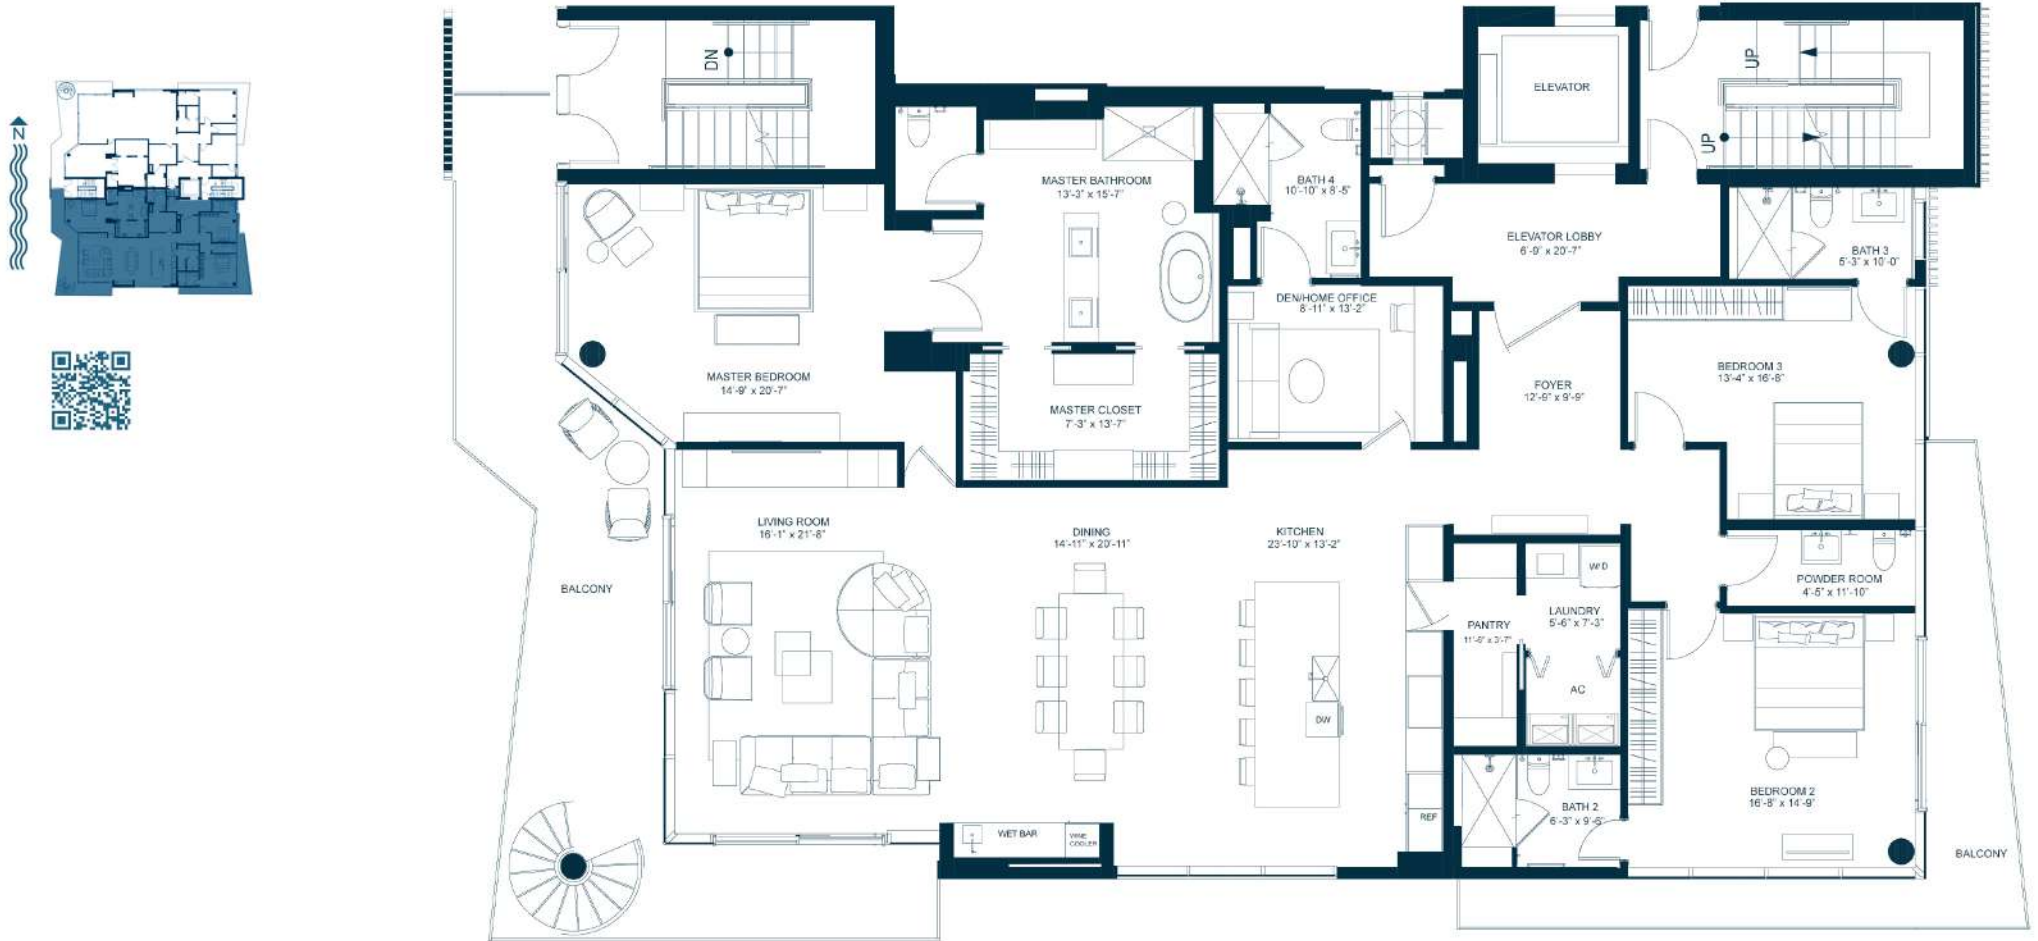 DN
UP
UP
ELEVATOR
N
MASTER BATHROOM
13'-3" x 15'-7"
BATH 4
10'-10" x 8'-5"
ELEVATOR LOBBY
6'-9" x 20'-7"
BATH 3
5'-3" x 10'-0"
DEN/HOME OFFICE
8'-11" x 13'-2"
MASTER BEDROOM
14'-9" x 20'-7"
MASTER CLOSET
7'-3" x 13'-7"
FOYER
12'-9" x 9'-9"
BEDROOM 3
13'-4" x 16'-8"
LIVING ROOM
16'-1" x 21'-8"
DINING
14'-11" x 20'-11"
KITCHEN
23'-10" x 13'-2"
W/D
POWDER ROOM
4'-5" x 11'-10"
BALCONY
PANTRY
11'-6" x 3'-7"
LAUNDRY
5'-6" x 7'-3"
AC
DW
BEDROOM 2
16'-8" x 14'-9"
BATH 2
6'-3" x 9'-6"
REF
WET BAR
WINE
COOLER
BALCONY